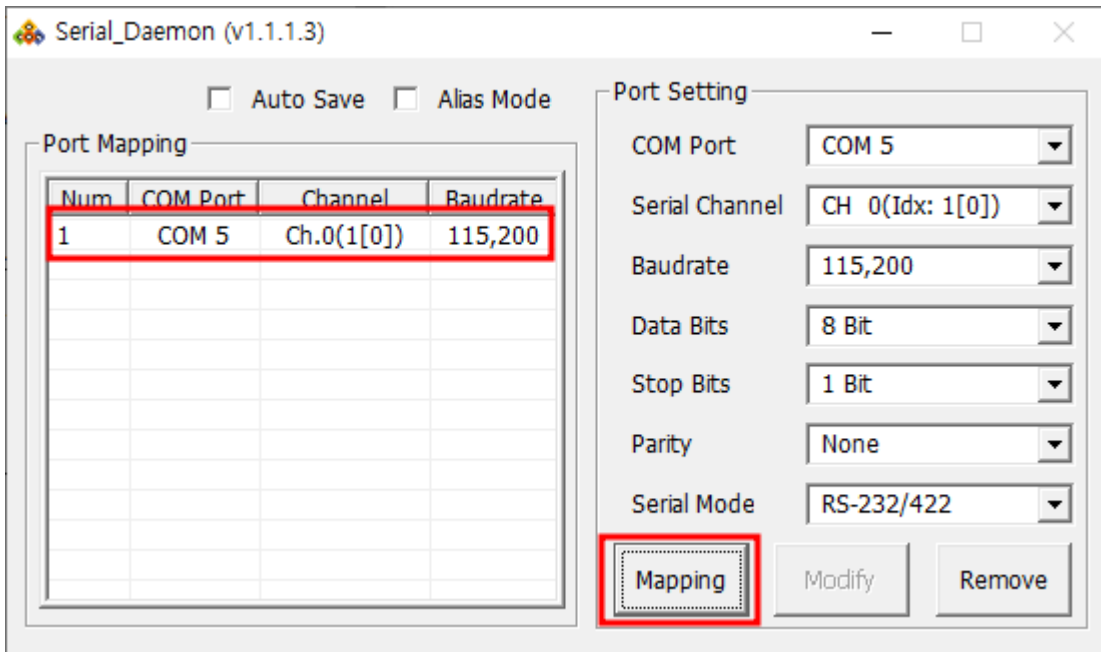 Serial_Daemon (v1.1.1.3)
Auto Save Alias Mode
Port Mapping
Num COM Port Channel Baudrate
1 COM 5 Ch.0(1[0]) 115,200
Port Setting
COM Port COM 5
Serial Channel CH 0(Idx: 1[0])
Baudrate 115,200
Data Bits 8 Bit
Stop Bits 1 Bit
Parity None
Serial Mode RS-232/422
Mapping Modify Remove